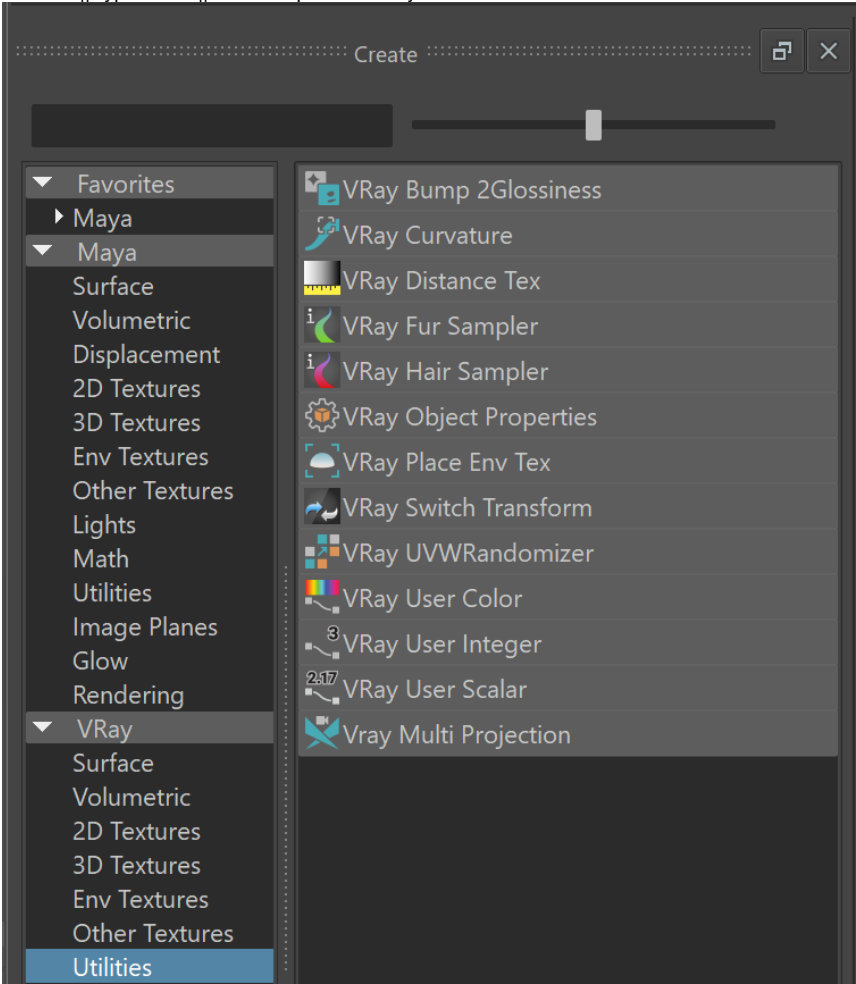 Create
Favorites
Maya
Maya
Surface
Volumetric
Displacement
2D Textures
3D Textures
Env Textures
Other Textures
Lights
Math
Utilities
Image Planes
Glow
Rendering
VRay
Surface
Volumetric
2D Textures
3D Textures
Env Textures
Other Textures
Utilities
VRay Bump 2Glossiness
VRay Curvature
VRay Distance Tex
i
VRay Fur Sampler
i
VRay Hair Sampler
VRay Object Properties
VRay Place Env Tex
VRay Switch Transform
VRay UVWRandomizer
VRay User Color
3
VRay User Integer
2.17
VRay User Scalar
Vray Multi Projection